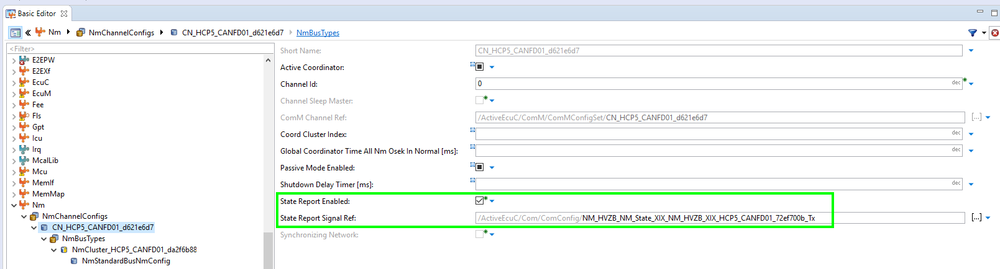 Basic Editor
Nm NmChannelConfigs CN_HCP5_CANFD01_d621e6d7 NmBusTypes
<Filter>
E2EPW
E2EXf
EcuC
EcuM
Fee
Fls
Gpt
Icu
Irq
McalLib
Mcu
MemIf
MemMap
Nm
NmChannelConfigs
CN_HCP5_CANFD01_d621e6d7
NmBusTypes
NmCluster_HCP5_CANFD01_da2f6b88
NmStandardBusNmConfig
Short Name: CN_HCP5_CANFD01_d621e6d7
Active Coordinator:
Channel Id: 0 dec
Channel Sleep Master:
ComM Channel Ref: /ActiveEcuC/ComM/ComMConfigSet/CN_HCP5_CANFD01_d621e6d7 [...]
Coord Cluster Index: dec
Global Coordinator Time All Nm Osek In Normal [ms]: dec
Passive Mode Enabled:
Shutdown Delay Timer [ms]: dec
State Report Enabled:
State Report Signal Ref: /ActiveEcuC/Com/ComConfig/NM_HVZB_NM_State_XIX_NM_HVZB_XIX_HCP5_CANFD01_72ef700b_Tx [...]
Synchronizing Network: